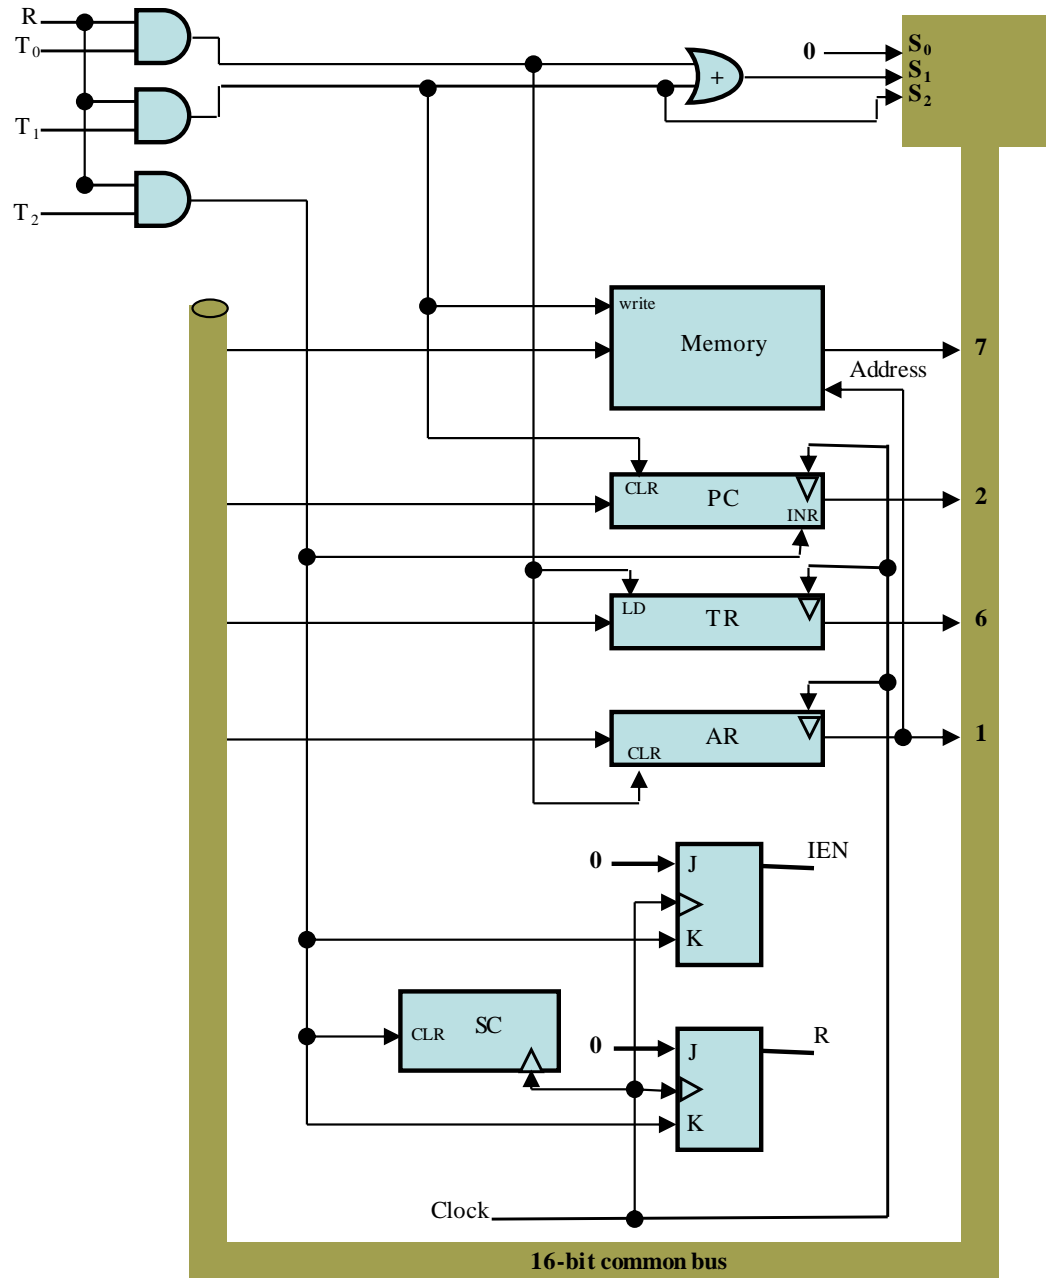 R
T0
T1
T2
+
0
S0
S1
S2
write
Memory
7
Address
CLR
PC
INR
2
LD
TR
6
AR
CLR
1
0
J
IEN
K
CLR
SC
0
J
R
K
Clock
16-bit common bus